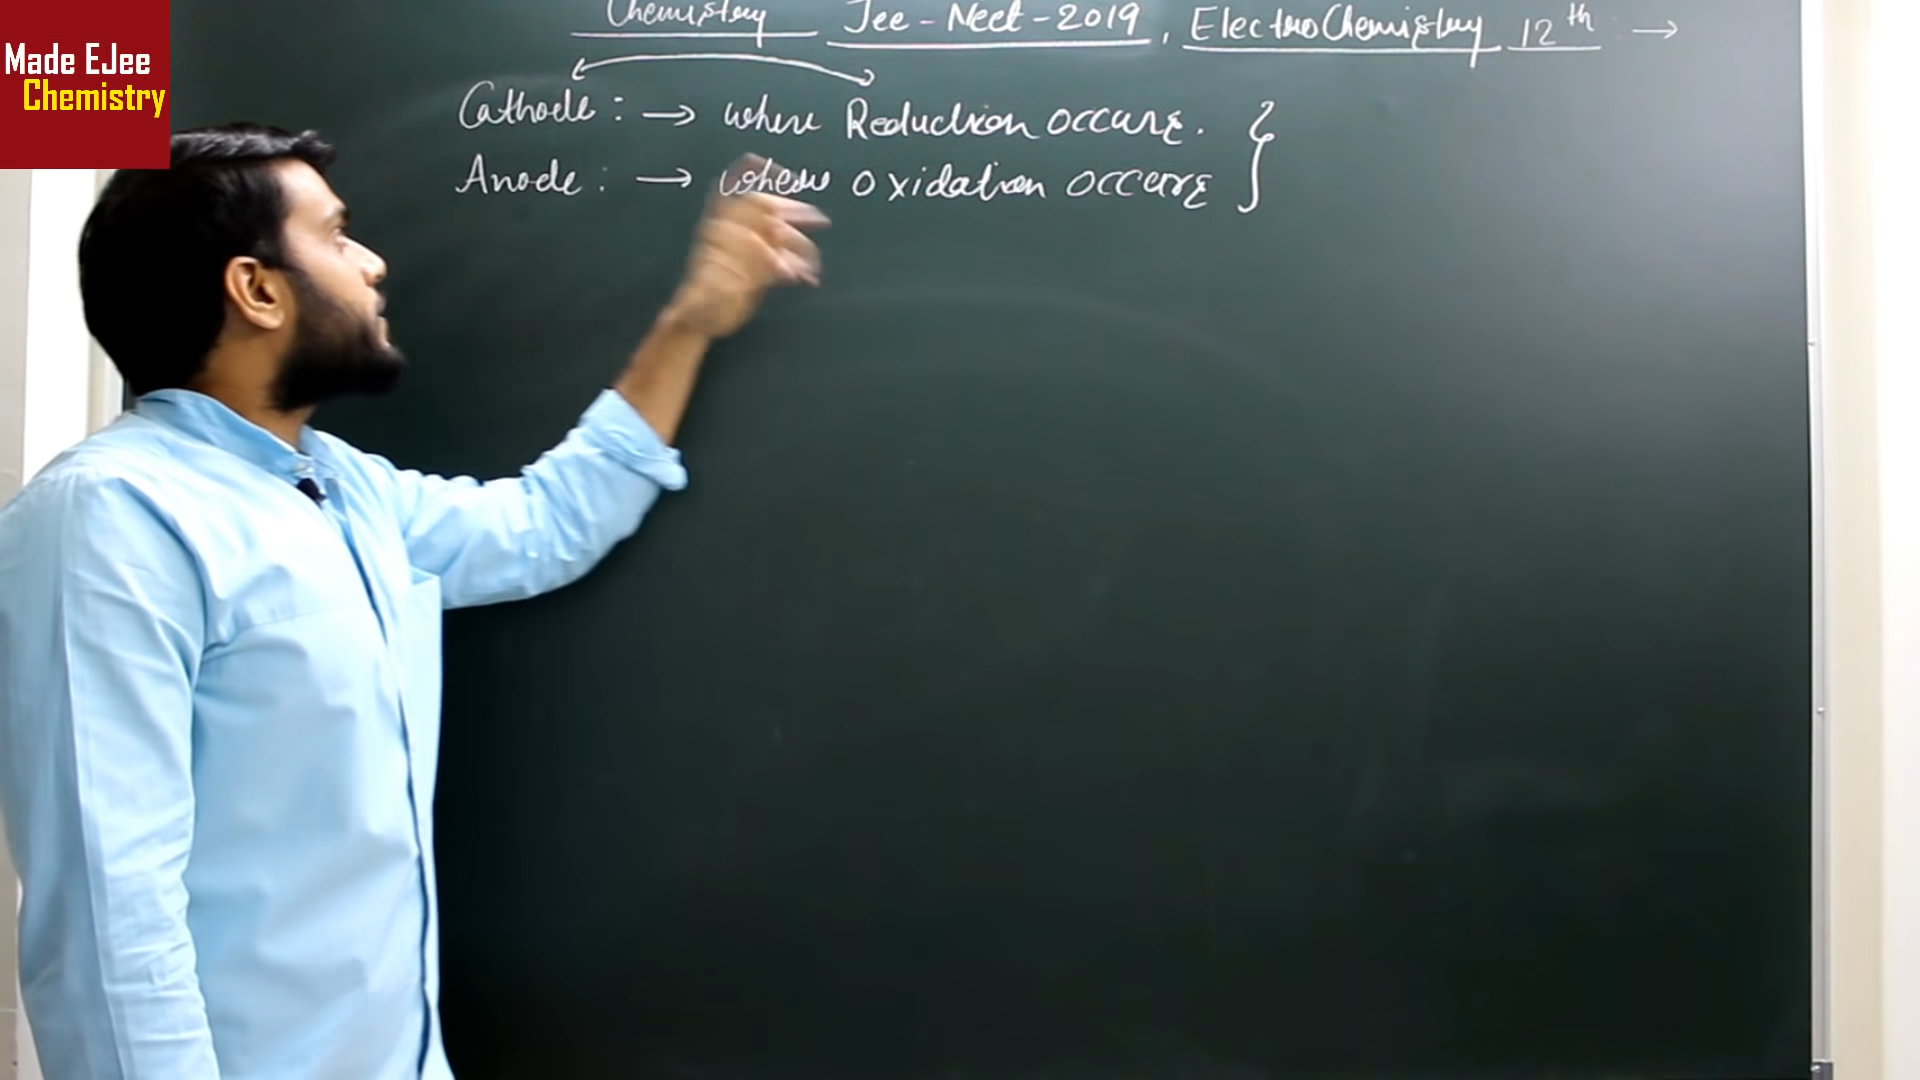 Made EJee
Chemistry
Chemistry Jee - Neet - 2019, ElectroChemistry 12th : →
Cathode : → where Reduction occurs.
Anode : → where oxidation occurs